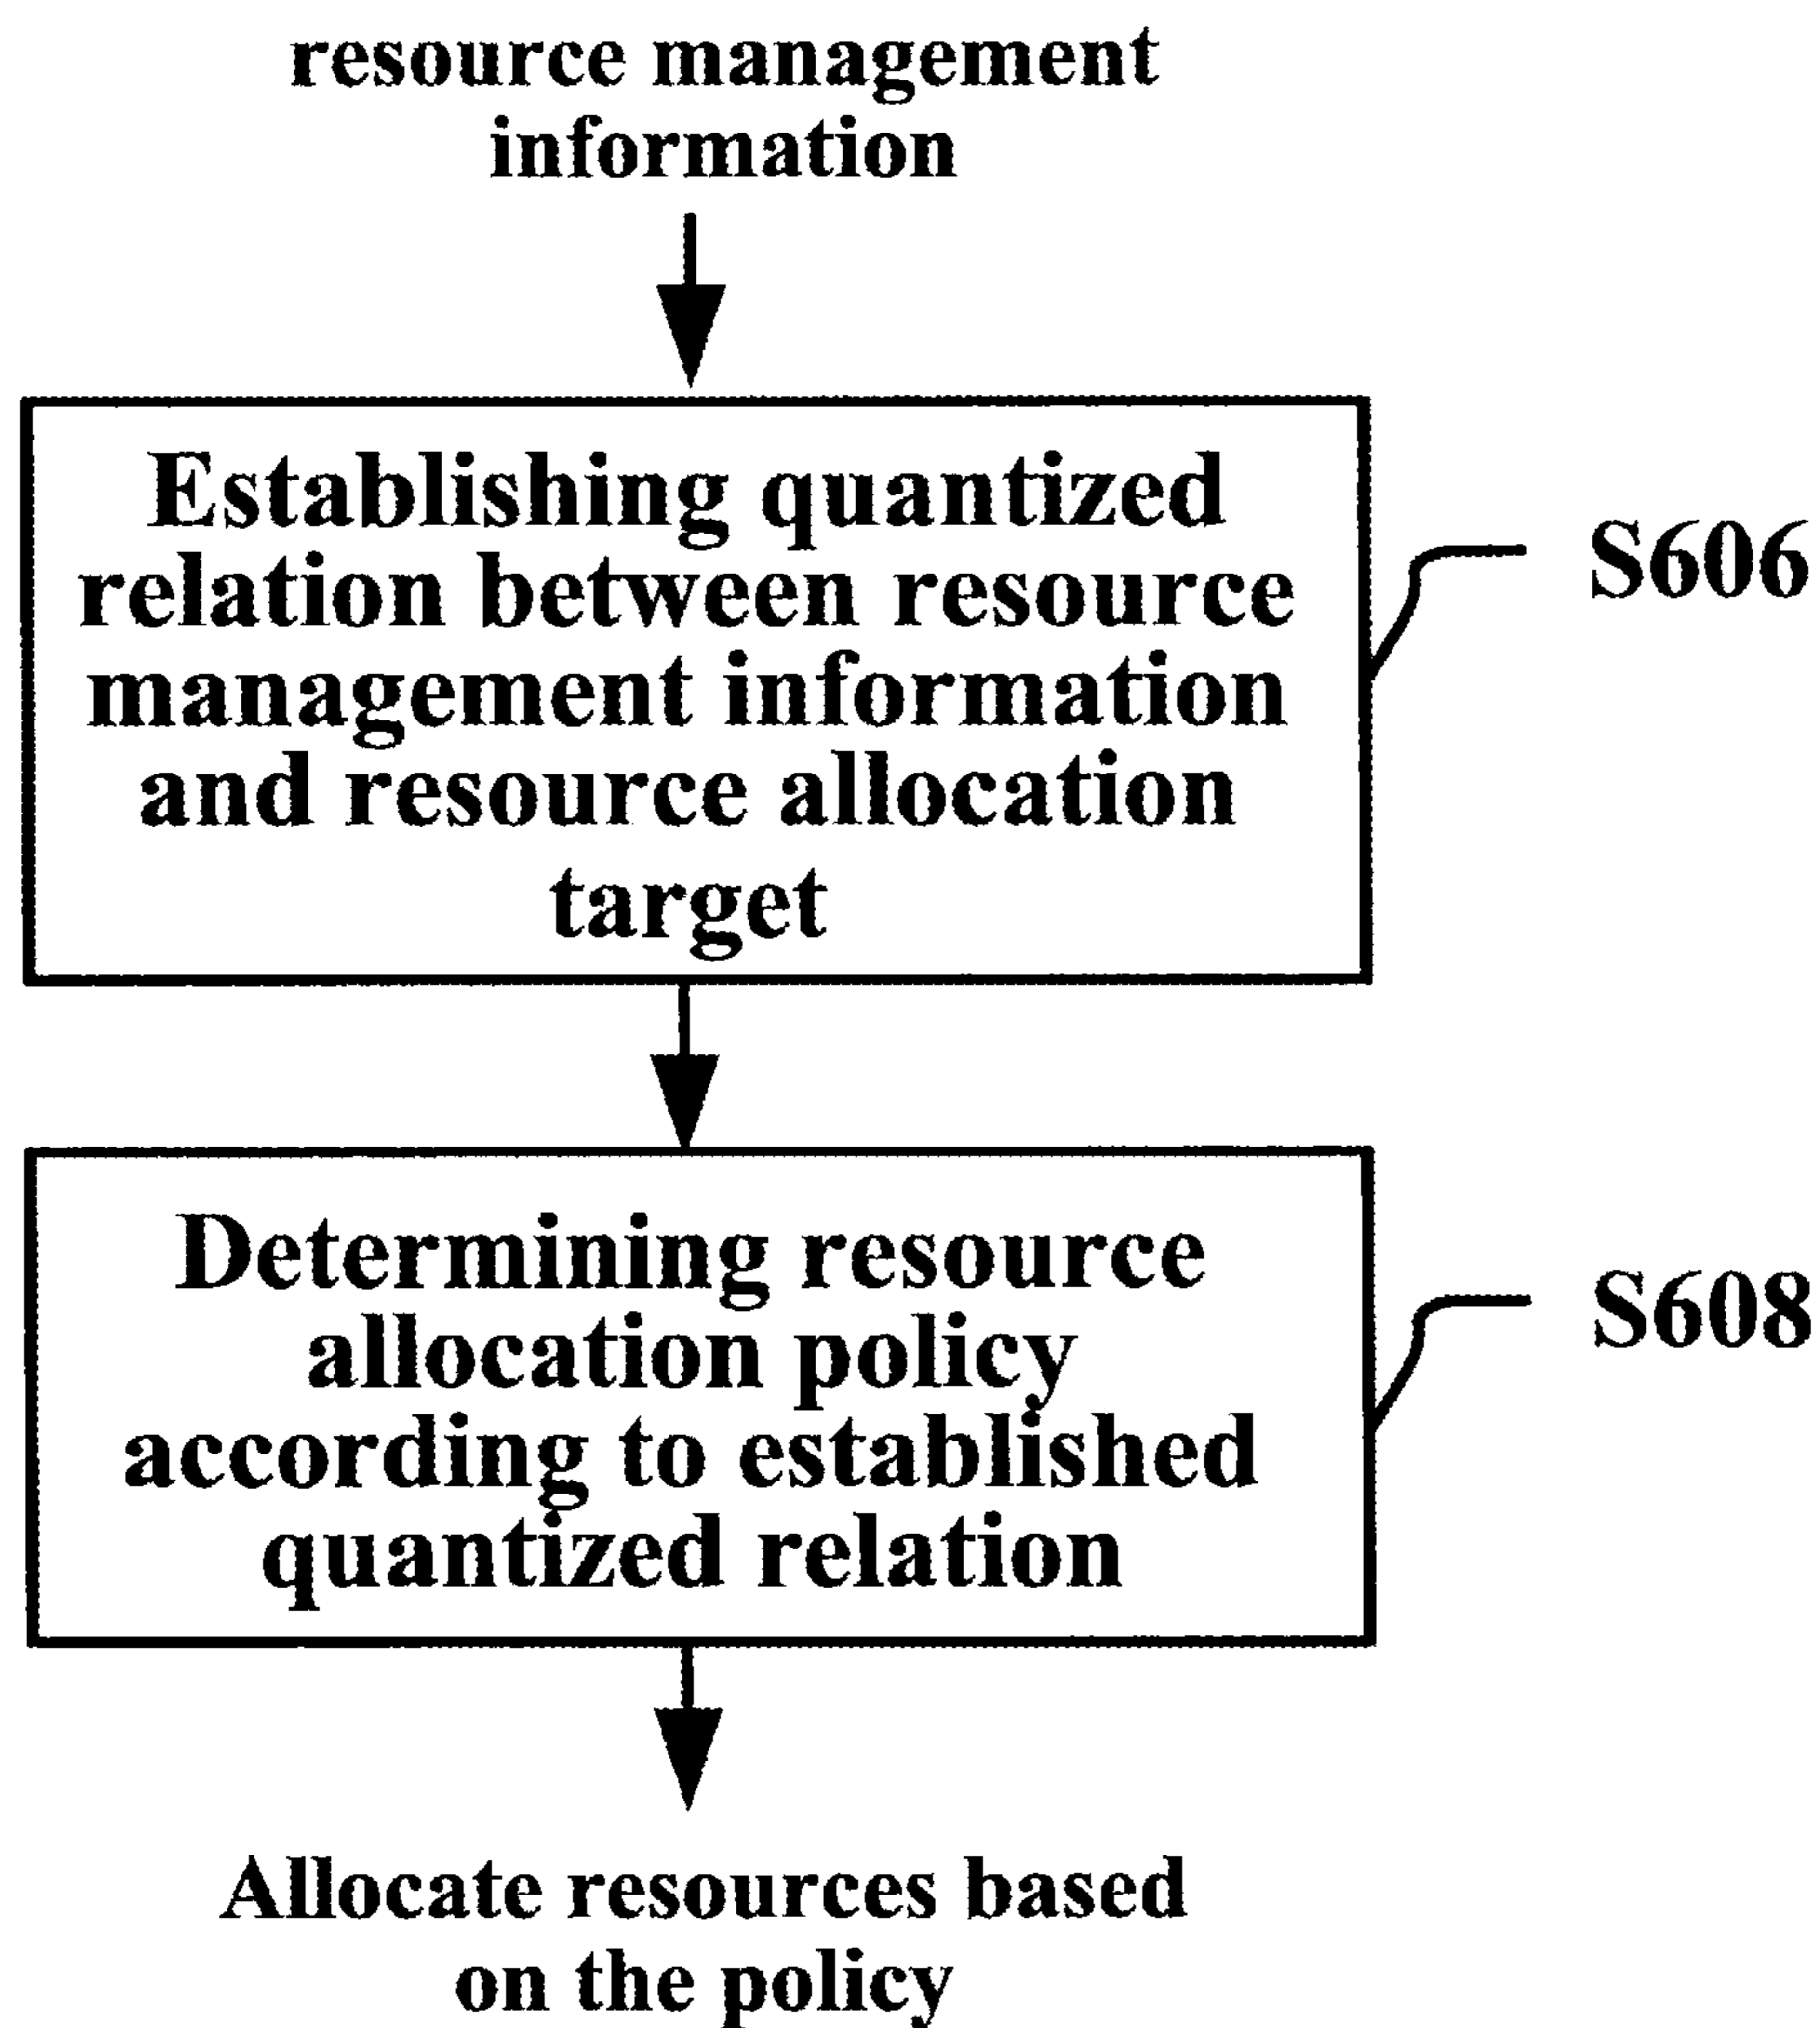 resource management
information
Establishing quantized
relation between resource
management information
and resource allocation
target
S606
Determining resource
allocation policy
according to established
quantized relation
S608
Allocate resources based
on the policy